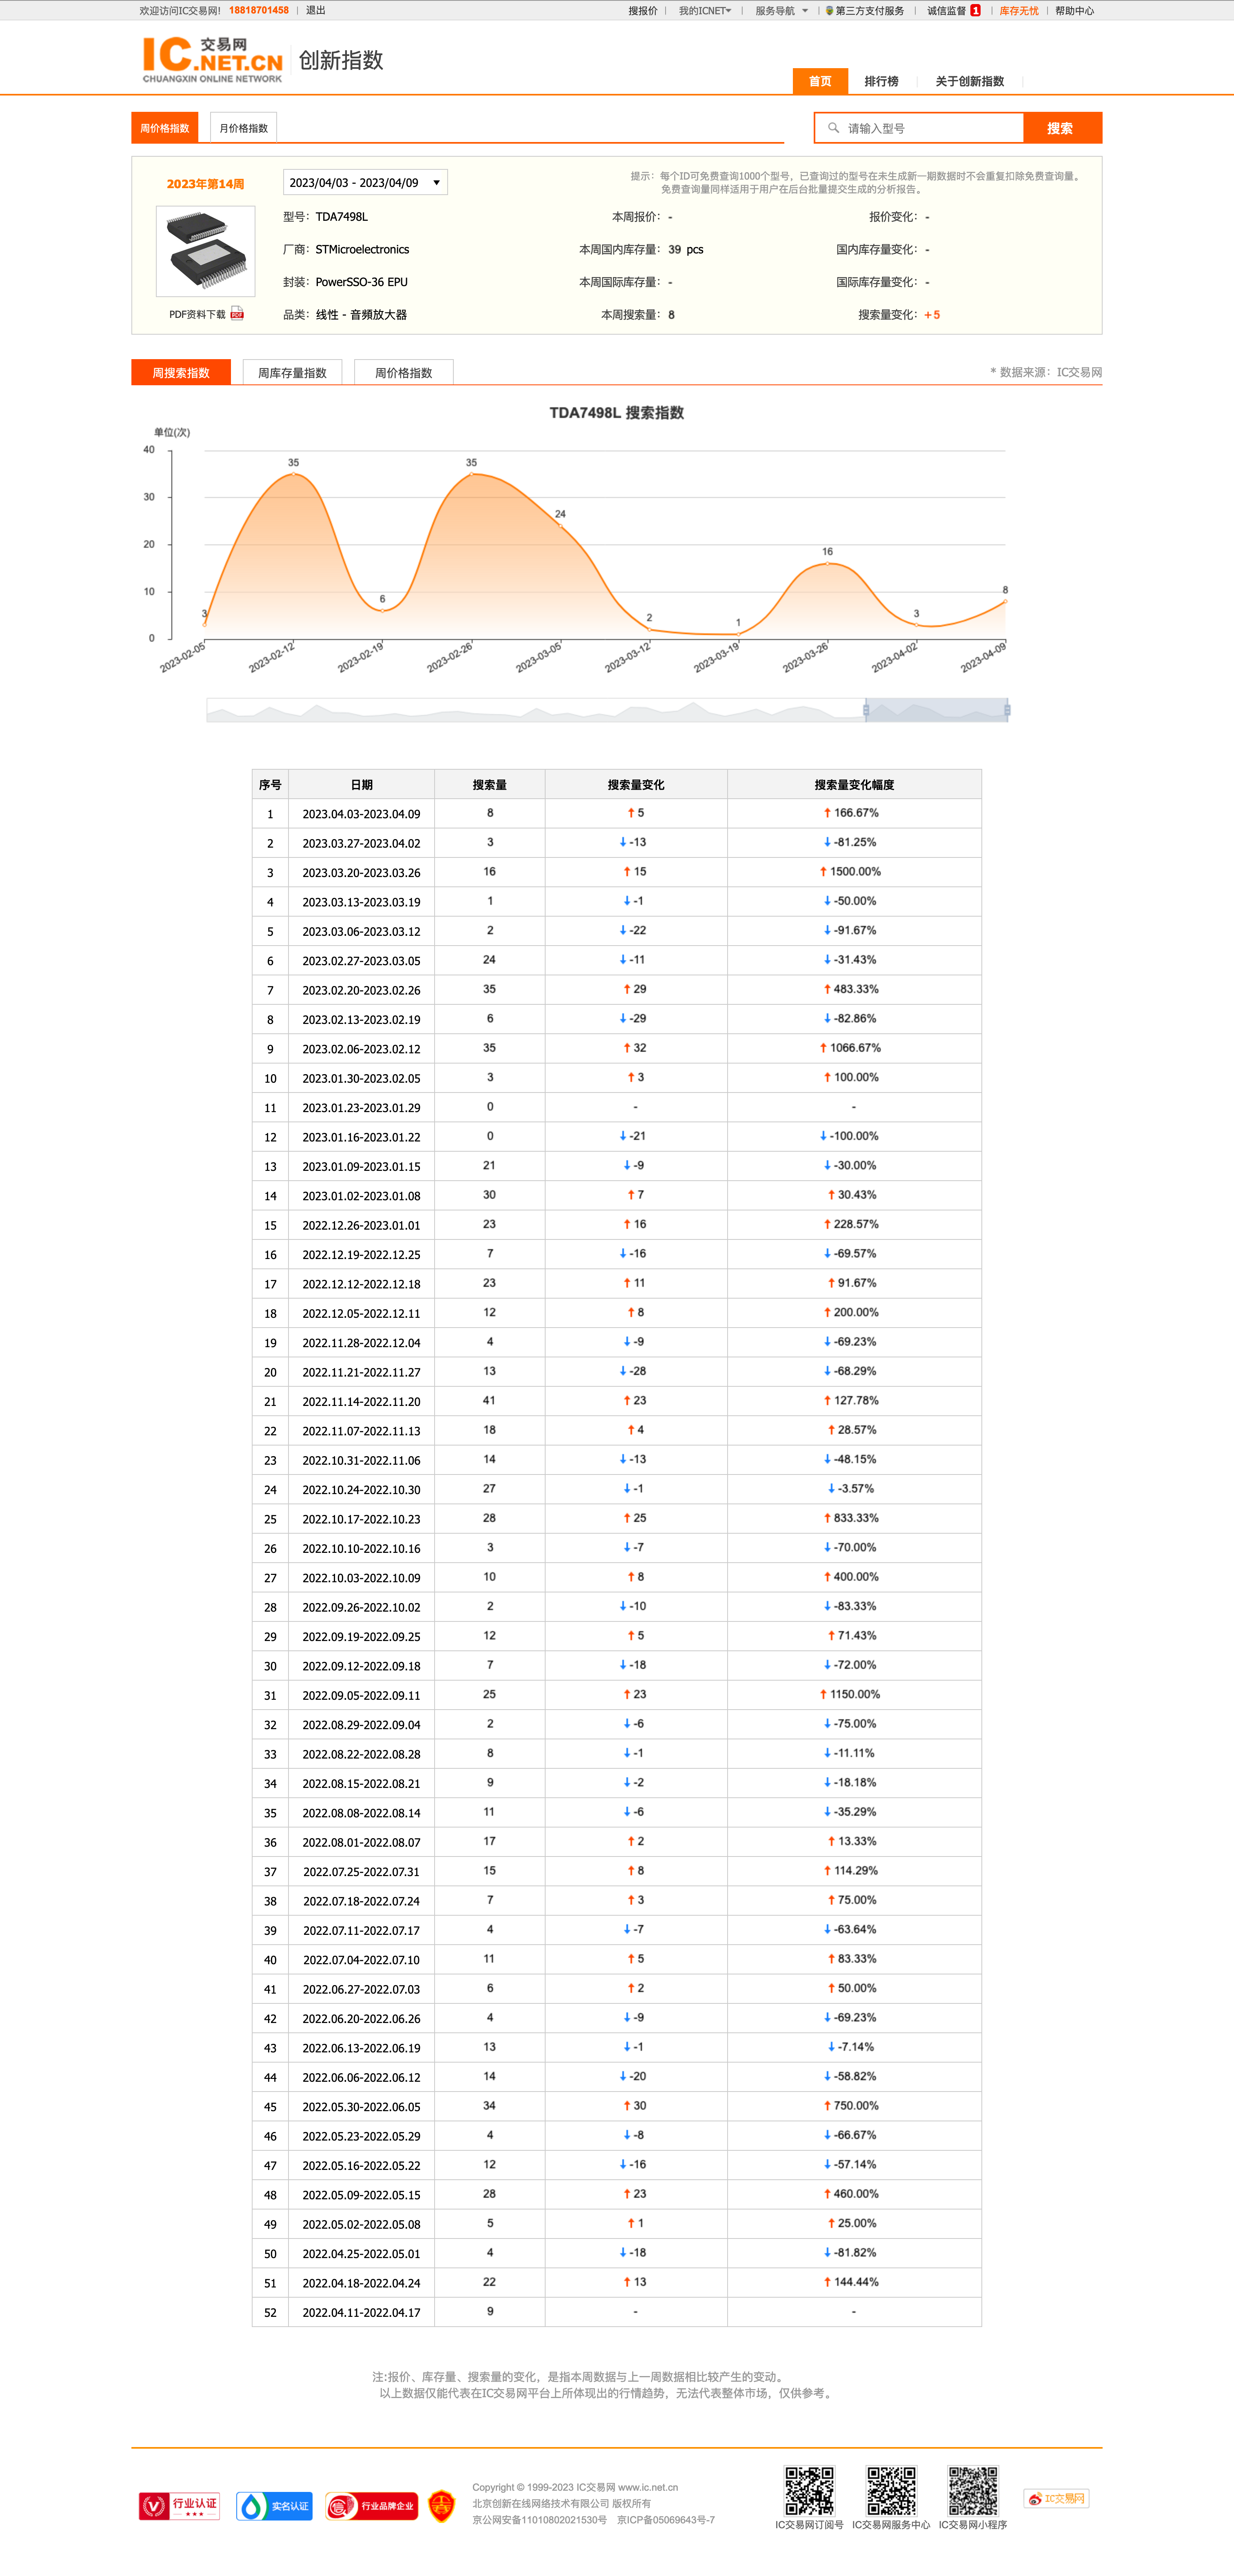 欢迎访问IC交易网! 18818701458 | 退出 搜报价 | 我的ICNET | 服务导航 | 第三方支付服务 | 诚信监督 1 | 库存无忧 | 帮助中心
IC 交易网 .NET.CN
CHUANGXIN ONLINE NETWORK
创新指数
首页 排行榜 关于创新指数
周价格指数 月价格指数 请输入型号 搜索
2023年第14周 2023/04/03 - 2023/04/09
提示：每个ID可免费查询1000个型号，已查询过的型号在未生成新一期数据时不会重复扣除免费查询量。
免费查询量同样适用于用户在后台批量提交生成的分析报告。
型号：TDA7498L 本周报价：- 报价变化：-
厂商：STMicroelectronics 本周国内库存量：39 pcs 国内库存量变化：-
封装：PowerSSO-36 EPU 本周国际库存量：- 国际库存量变化：-
PDF资料下载 PDF 品类：线性 - 音频放大器 本周搜索量：8 搜索量变化：+5
周搜索指数 周库存量指数 周价格指数 * 数据来源：IC交易网
TDA7498L 搜索指数
单位(次)
40
30
20
10
0
3 35 6 35 24 2 1 16 3 8
2023-02-05 2023-02-12 2023-02-19 2023-02-26 2023-03-05 2023-03-12 2023-03-19 2023-03-26 2023-04-02 2023-04-09
序号 日期 搜索量 搜索量变化 搜索量变化幅度
1 2023.04.03-2023.04.09 8 ↑5 ↑166.67%
2 2023.03.27-2023.04.02 3 ↓-13 ↓-81.25%
3 2023.03.20-2023.03.26 16 ↑15 ↑1500.00%
4 2023.03.13-2023.03.19 1 ↓-1 ↓-50.00%
5 2023.03.06-2023.03.12 2 ↓-22 ↓-91.67%
6 2023.02.27-2023.03.05 24 ↓-11 ↓-31.43%
7 2023.02.20-2023.02.26 35 ↑29 ↑483.33%
8 2023.02.13-2023.02.19 6 ↓-29 ↓-82.86%
9 2023.02.06-2023.02.12 35 ↑32 ↑1066.67%
10 2023.01.30-2023.02.05 3 ↑3 ↑100.00%
11 2023.01.23-2023.01.29 0 - -
12 2023.01.16-2023.01.22 0 ↓-21 ↓-100.00%
13 2023.01.09-2023.01.15 21 ↓-9 ↓-30.00%
14 2023.01.02-2023.01.08 30 ↑7 ↑30.43%
15 2022.12.26-2023.01.01 23 ↑16 ↑228.57%
16 2022.12.19-2022.12.25 7 ↓-16 ↓-69.57%
17 2022.12.12-2022.12.18 23 ↑11 ↑91.67%
18 2022.12.05-2022.12.11 12 ↑8 ↑200.00%
19 2022.11.28-2022.12.04 4 ↓-9 ↓-69.23%
20 2022.11.21-2022.11.27 13 ↓-28 ↓-68.29%
21 2022.11.14-2022.11.20 41 ↑23 ↑127.78%
22 2022.11.07-2022.11.13 18 ↑4 ↑28.57%
23 2022.10.31-2022.11.06 14 ↓-13 ↓-48.15%
24 2022.10.24-2022.10.30 27 ↓-1 ↓-3.57%
25 2022.10.17-2022.10.23 28 ↑25 ↑833.33%
26 2022.10.10-2022.10.16 3 ↓-7 ↓-70.00%
27 2022.10.03-2022.10.09 10 ↑8 ↑400.00%
28 2022.09.26-2022.10.02 2 ↓-10 ↓-83.33%
29 2022.09.19-2022.09.25 12 ↑5 ↑71.43%
30 2022.09.12-2022.09.18 7 ↓-18 ↓-72.00%
31 2022.09.05-2022.09.11 25 ↑23 ↑1150.00%
32 2022.08.29-2022.09.04 2 ↓-6 ↓-75.00%
33 2022.08.22-2022.08.28 8 ↓-1 ↓-11.11%
34 2022.08.15-2022.08.21 9 ↓-2 ↓-18.18%
35 2022.08.08-2022.08.14 11 ↓-6 ↓-35.29%
36 2022.08.01-2022.08.07 17 ↑2 ↑13.33%
37 2022.07.25-2022.07.31 15 ↑8 ↑114.29%
38 2022.07.18-2022.07.24 7 ↑3 ↑75.00%
39 2022.07.11-2022.07.17 4 ↓-7 ↓-63.64%
40 2022.07.04-2022.07.10 11 ↑5 ↑83.33%
41 2022.06.27-2022.07.03 6 ↑2 ↑50.00%
42 2022.06.20-2022.06.26 4 ↓-9 ↓-69.23%
43 2022.06.13-2022.06.19 13 ↓-1 ↓-7.14%
44 2022.06.06-2022.06.12 14 ↓-20 ↓-58.82%
45 2022.05.30-2022.06.05 34 ↑30 ↑750.00%
46 2022.05.23-2022.05.29 4 ↓-8 ↓-66.67%
47 2022.05.16-2022.05.22 12 ↓-16 ↓-57.14%
48 2022.05.09-2022.05.15 28 ↑23 ↑460.00%
49 2022.05.02-2022.05.08 5 ↑1 ↑25.00%
50 2022.04.25-2022.05.01 4 ↓-18 ↓-81.82%
51 2022.04.18-2022.04.24 22 ↑13 ↑144.44%
52 2022.04.11-2022.04.17 9 - -
注:报价、库存量、搜索量的变化，是指本周数据与上一周数据相比较产生的变动。
以上数据仅能代表在IC交易网平台上所体现出的行情趋势，无法代表整体市场，仅供参考。
行业认证 实名认证 行业品牌企业
Copyright © 1999-2023 IC交易网 www.ic.net.cn
北京创新在线网络技术有限公司 版权所有
京公网安备11010802021530号 京ICP备05069643号-7
IC交易网订阅号 IC交易网服务中心 IC交易网小程序
IC交易网